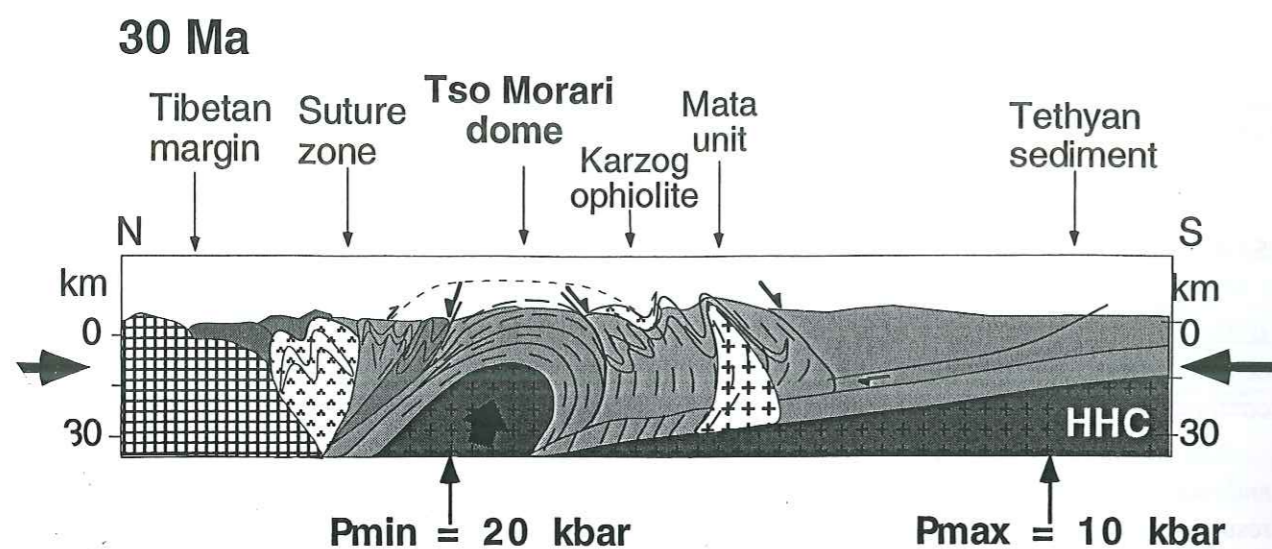 30 Ma
Tibetan
margin
Suture
zone
Tso Morari
dome
Karzog
ophiolite
Mata
unit
Tethyan
sediment
N
S
km
0
30
km
0
30
HHC
Pmin = 20 kbar
Pmax = 10 kbar